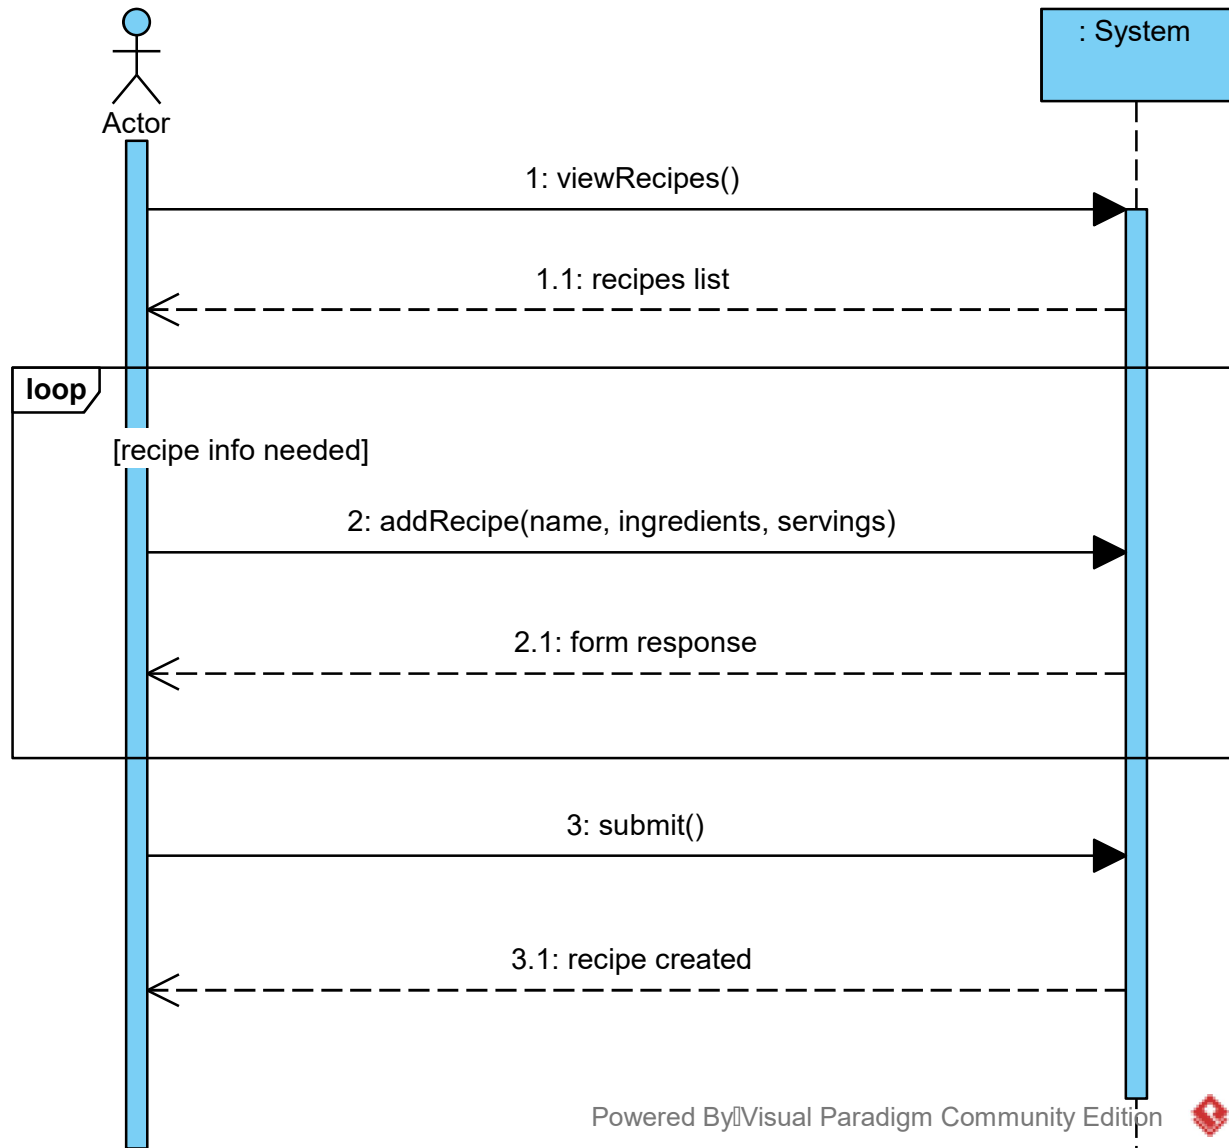 : System
Actor
1: viewRecipes()
1.1: recipes list
loop
[recipe info needed]
2: addRecipe(name, ingredients, servings)
2.1: form response
3: submit()
3.1: recipe created
Powered By Visual Paradigm Community Edition